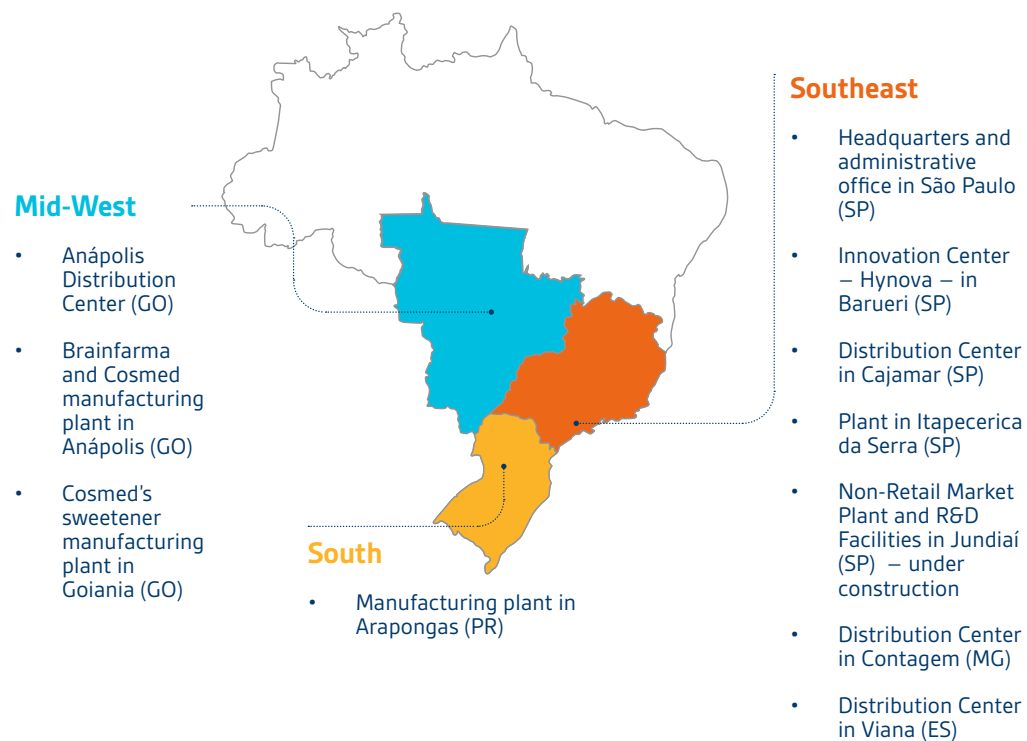 Mid-West
• Anápolis
Distribution
Center (GO)
• Brainfarma
and Cosmed
manufacturing
plant in
Anápolis (GO)
• Cosmed's
sweetener
manufacturing
plant in
Goiania (GO)
South
• Manufacturing plant in
Arapongas (PR)
Southeast
• Headquarters and
administrative
office in São Paulo
(SP)
• Innovation Center
– Hynova – in
Barueri (SP)
• Distribution Center
in Cajamar (SP)
• Plant in Itapecerica
da Serra (SP)
• Non-Retail Market
Plant and R&D
Facilities in Jundiaí
(SP) – under
construction
• Distribution Center
in Contagem (MG)
• Distribution Center
in Viana (ES)